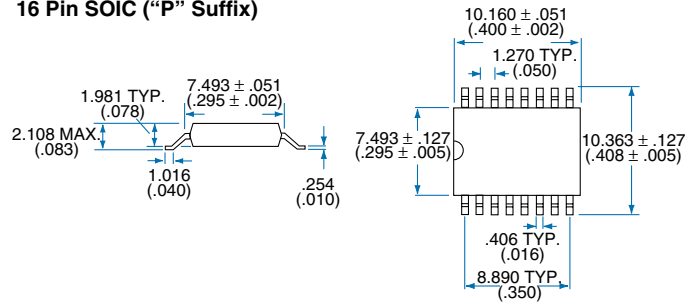 16 Pin SOIC (“P” Suffix)
1.981 TYP.
(.078)
7.493 ± .051
(.295 ± .002)
2.108 MAX.
(.083)
1.016
(.040)
.254
(.010)
10.160 ± .051
(.400 ± .002)
1.270 TYP.
(.050)
7.493 ± .127
(.295 ± .005)
10.363 ± .127
(.408 ± .005)
.406 TYP.
(.016)
8.890 TYP.
(.350)